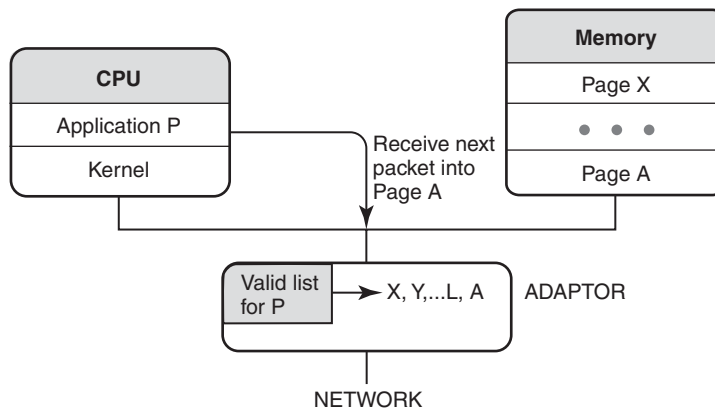 CPU
Application P
Kernel
Receive next
packet into
Page A
Memory
Page X
Page A
Valid list
for P
X, Y,...L, A
ADAPTOR
NETWORK